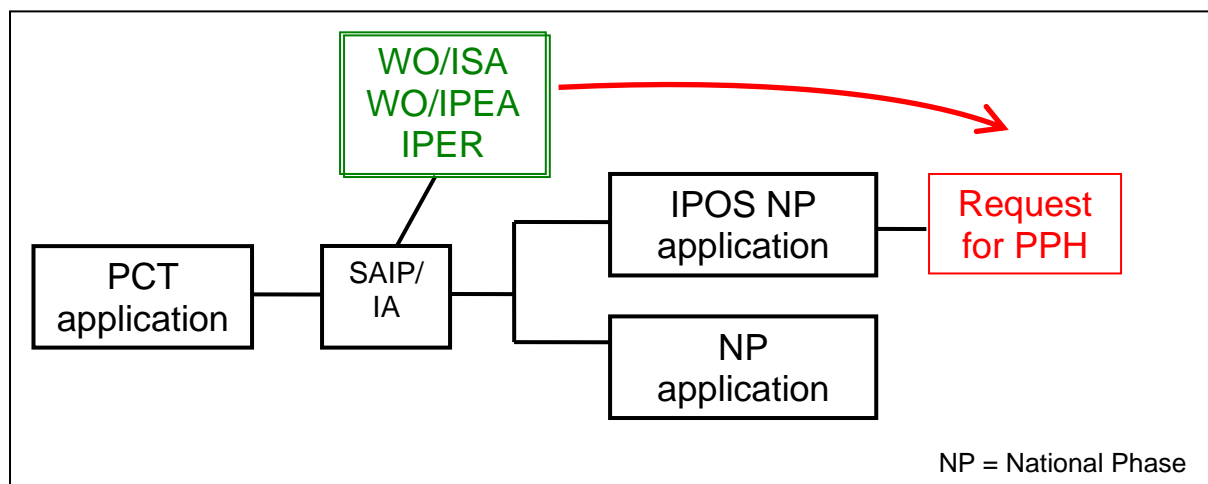 WO/ISA
WO/IPEA
IPER
PCT
application
SAIP/
IA
IPOS NP
application
Request
for PPH
NP
application
NP = National Phase